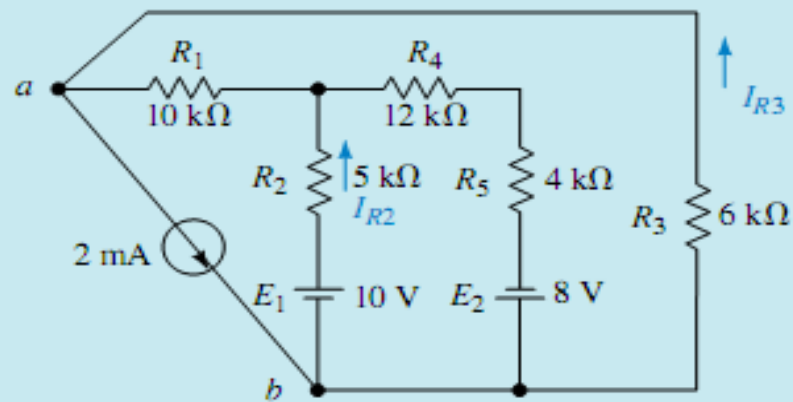 R1 R4
a 10 kΩ 12 kΩ IR3
R2 5 kΩ R5 4 kΩ
IR2 R3 6 kΩ
2 mA
E1 10 V E2 8 V
b